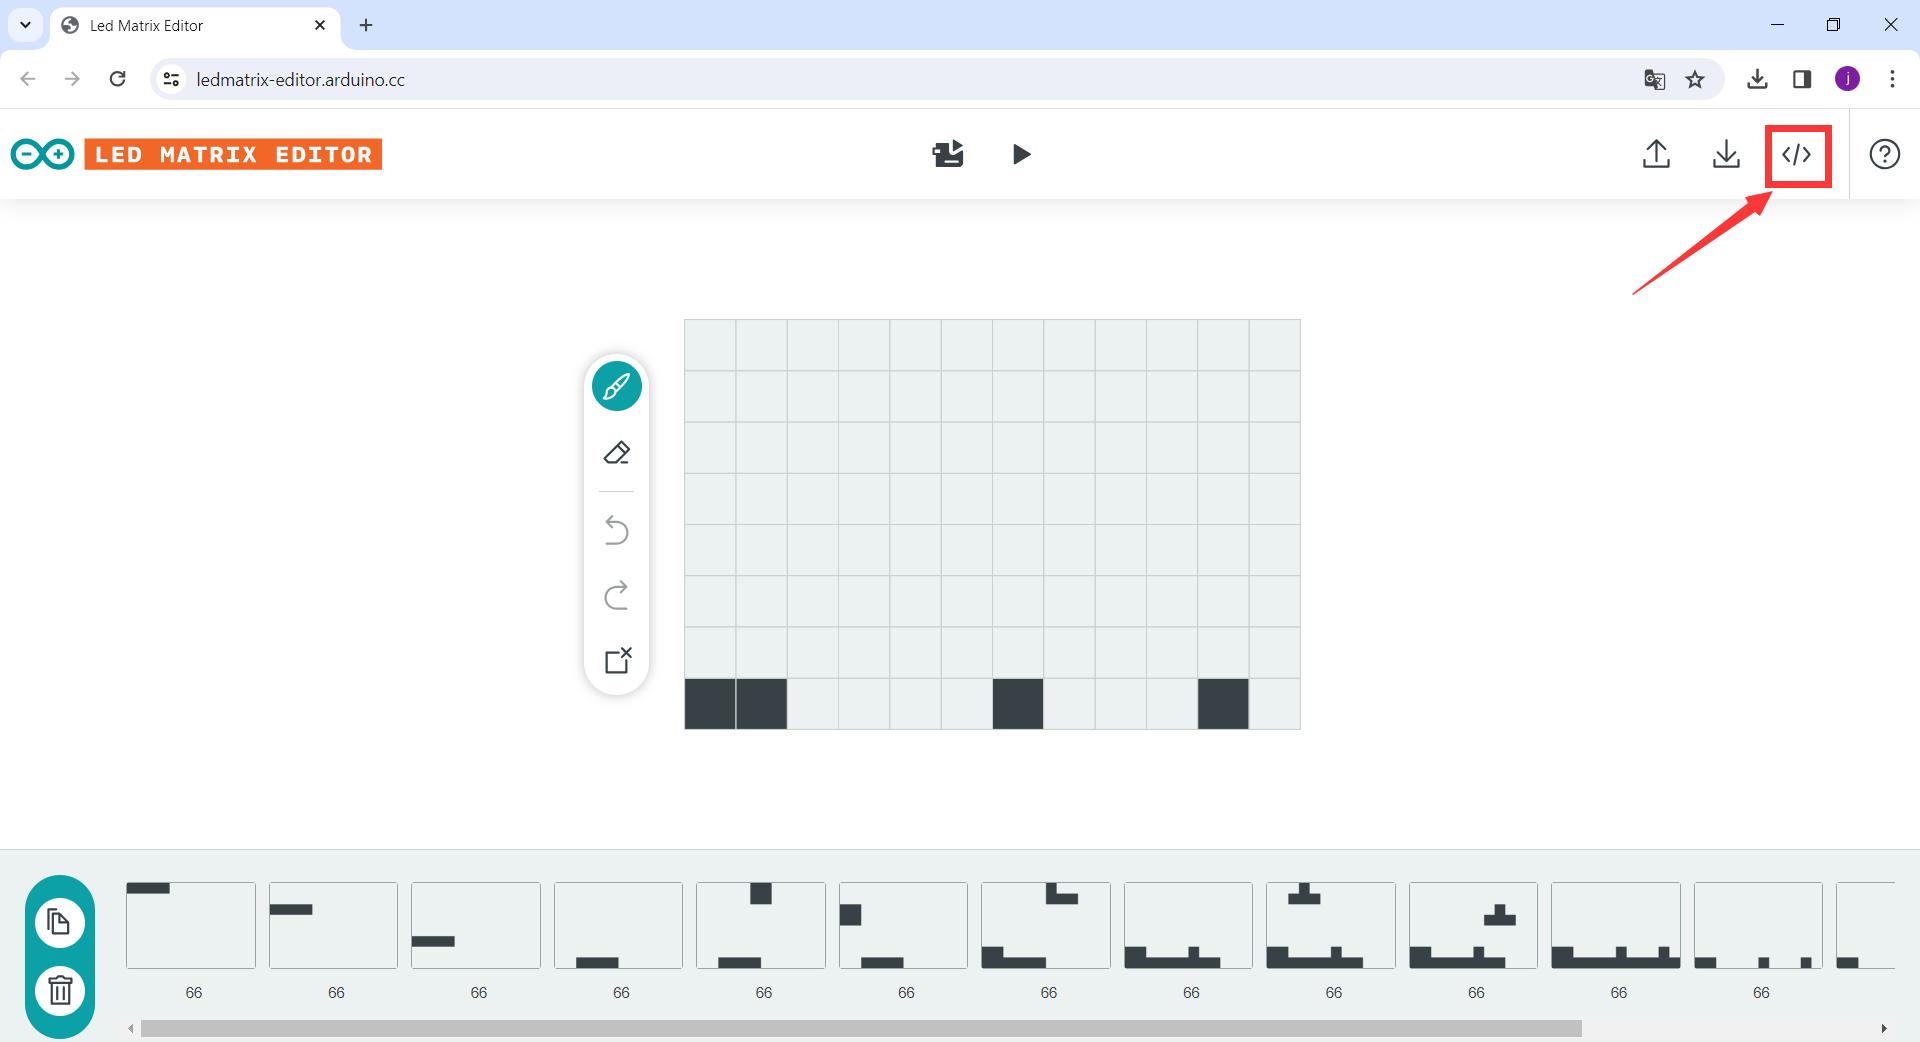 Led Matrix Editor
ledmatrix-editor.arduino.cc
j
LED MATRIX EDITOR
66 66 66 66 66 66 66 66 66 66 66 66